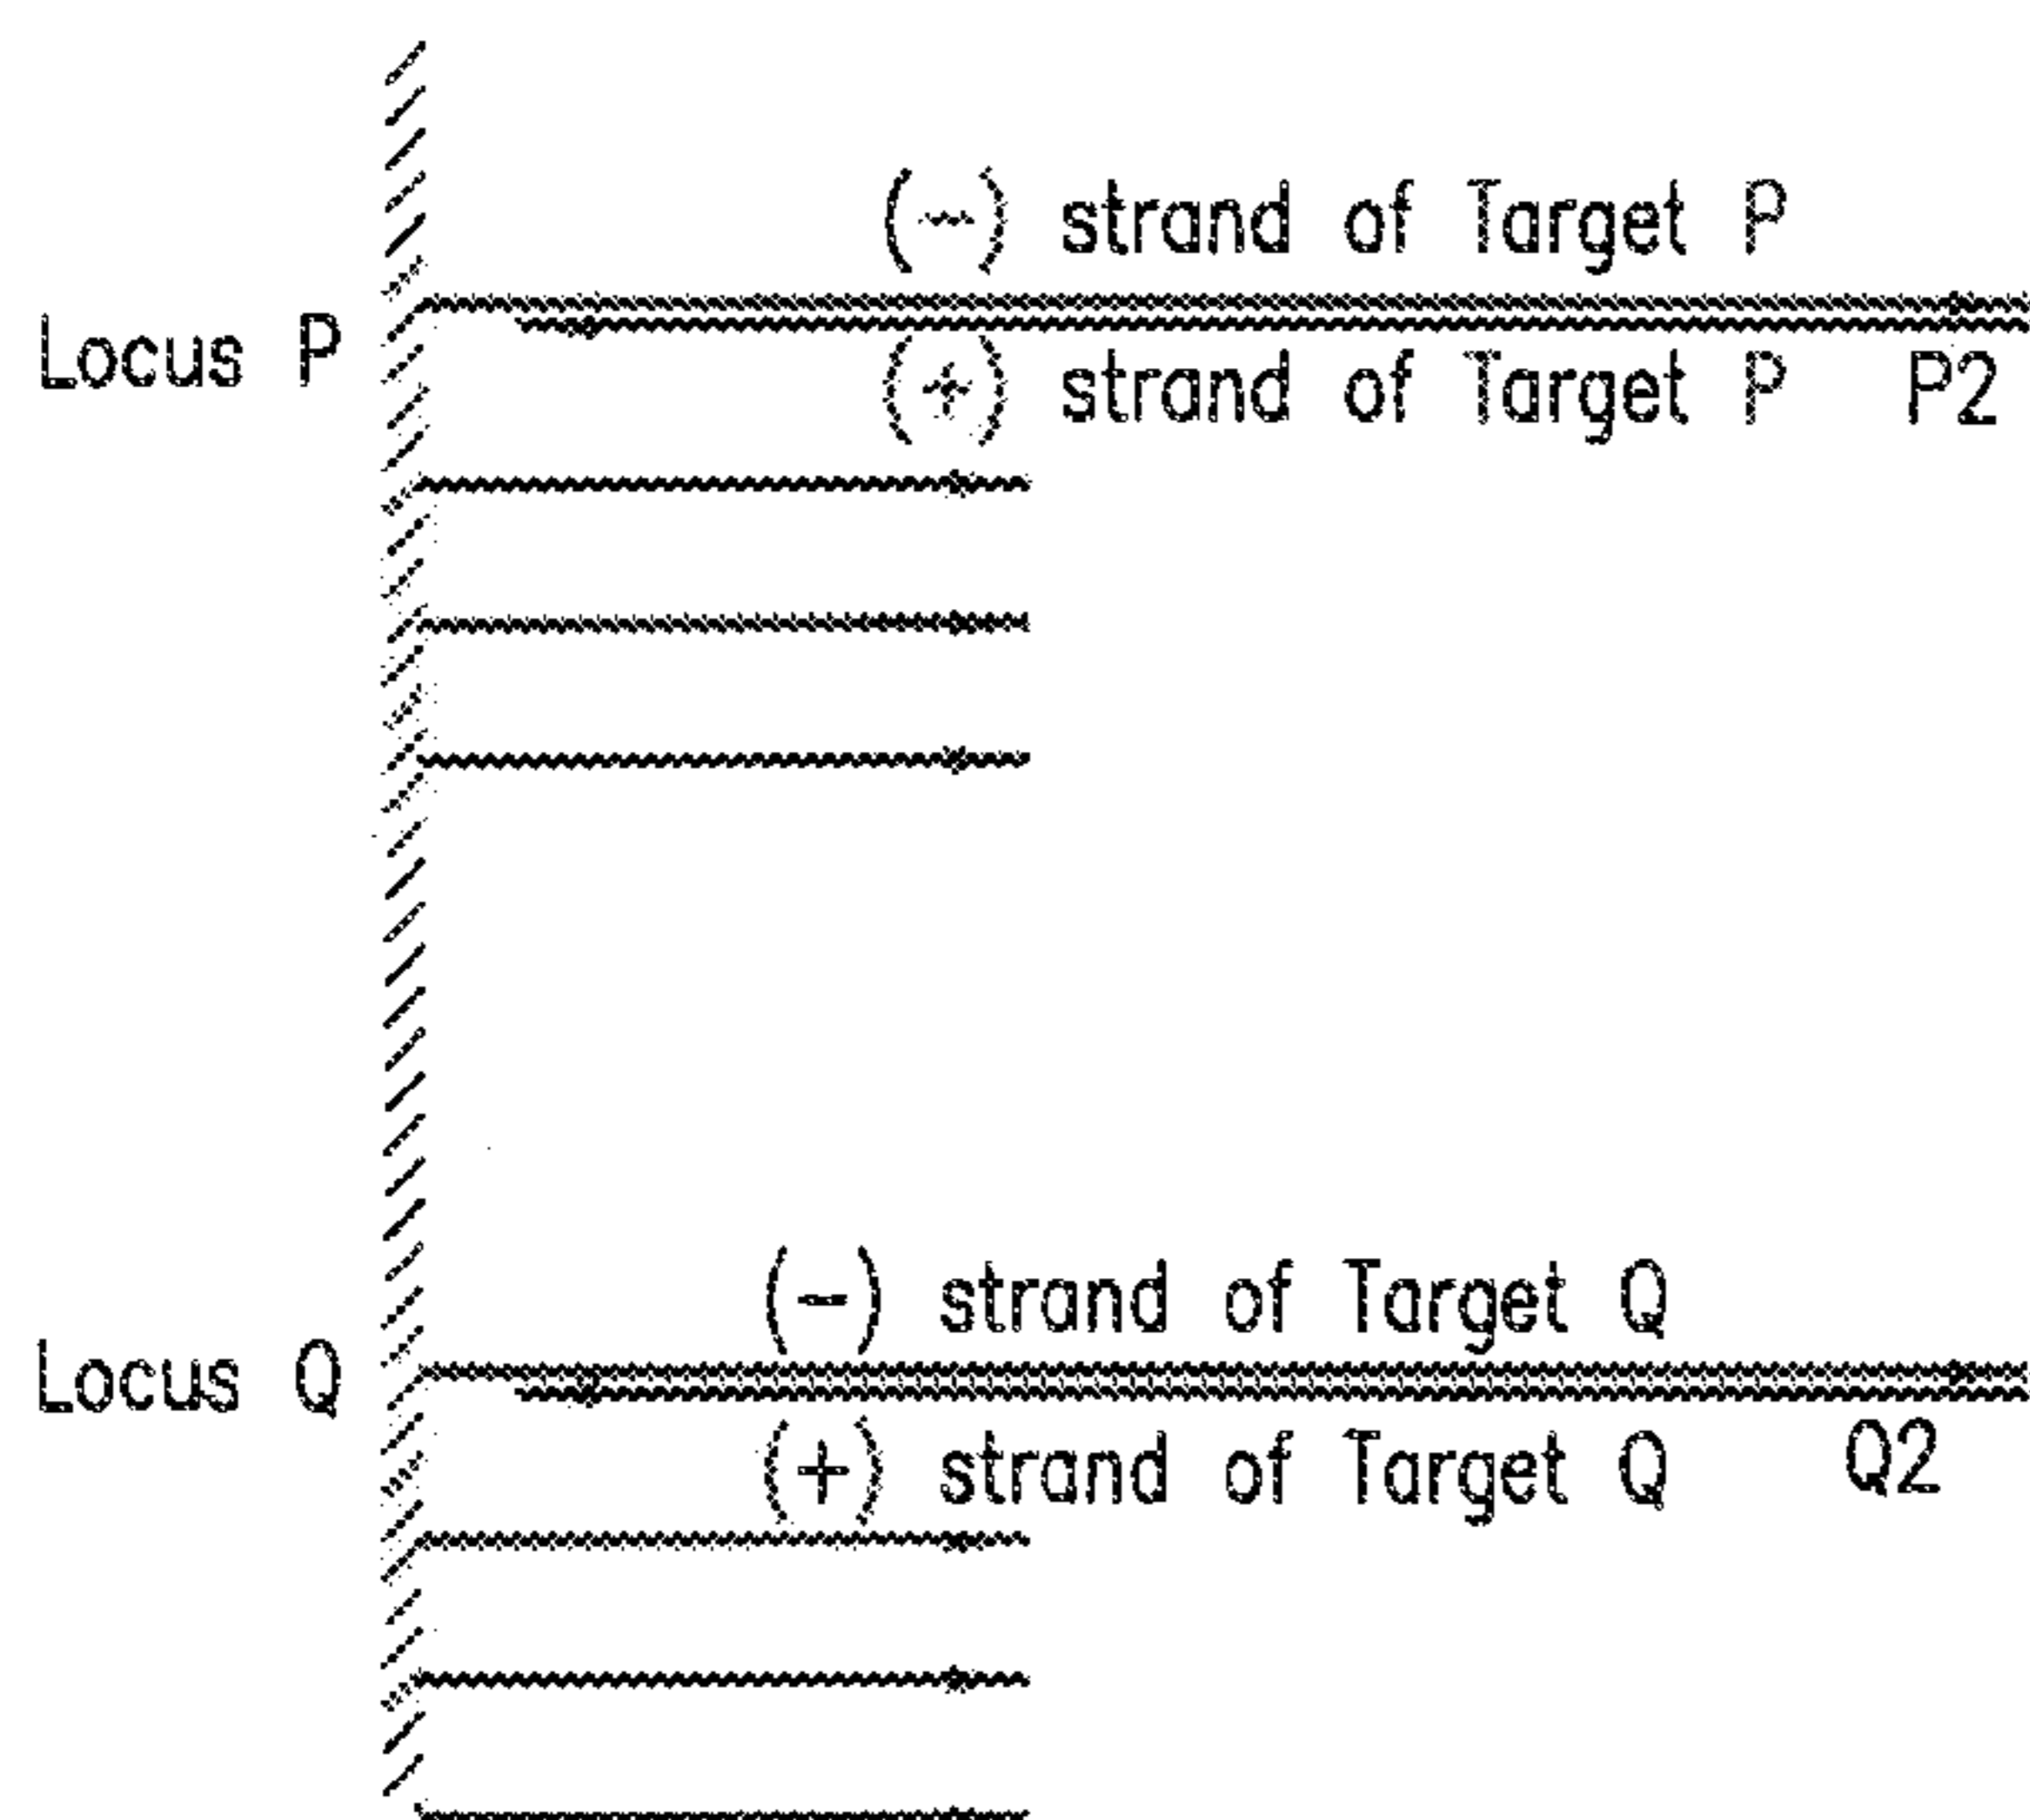 (-) strand of Target P
Locus P
(+) strand of Target P P2
(-) strand of Target Q
Locus Q
(+) strand of Target Q Q2